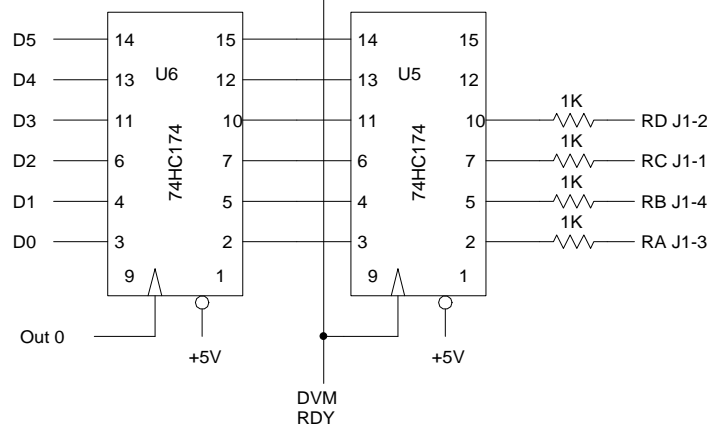 D5 14 15 14 15
D4 13 U6 12 13 U5 12
1K
D3 11 10 11 10 RD J1-2
74HC174 74HC174
1K
D2 6 7 6 7 RC J1-1
1K
D1 4 5 4 5 RB J1-4
1K
D0 3 2 3 2 RA J1-3
9 1 9 1
Out 0
+5V +5V
DVM
RDY